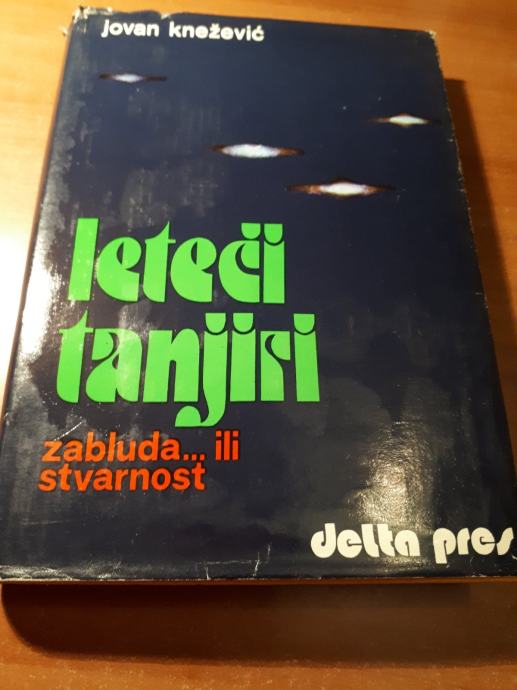 jovan knežević
leteći
tanjiri
zabluda... ili
stvarnost
delta pres